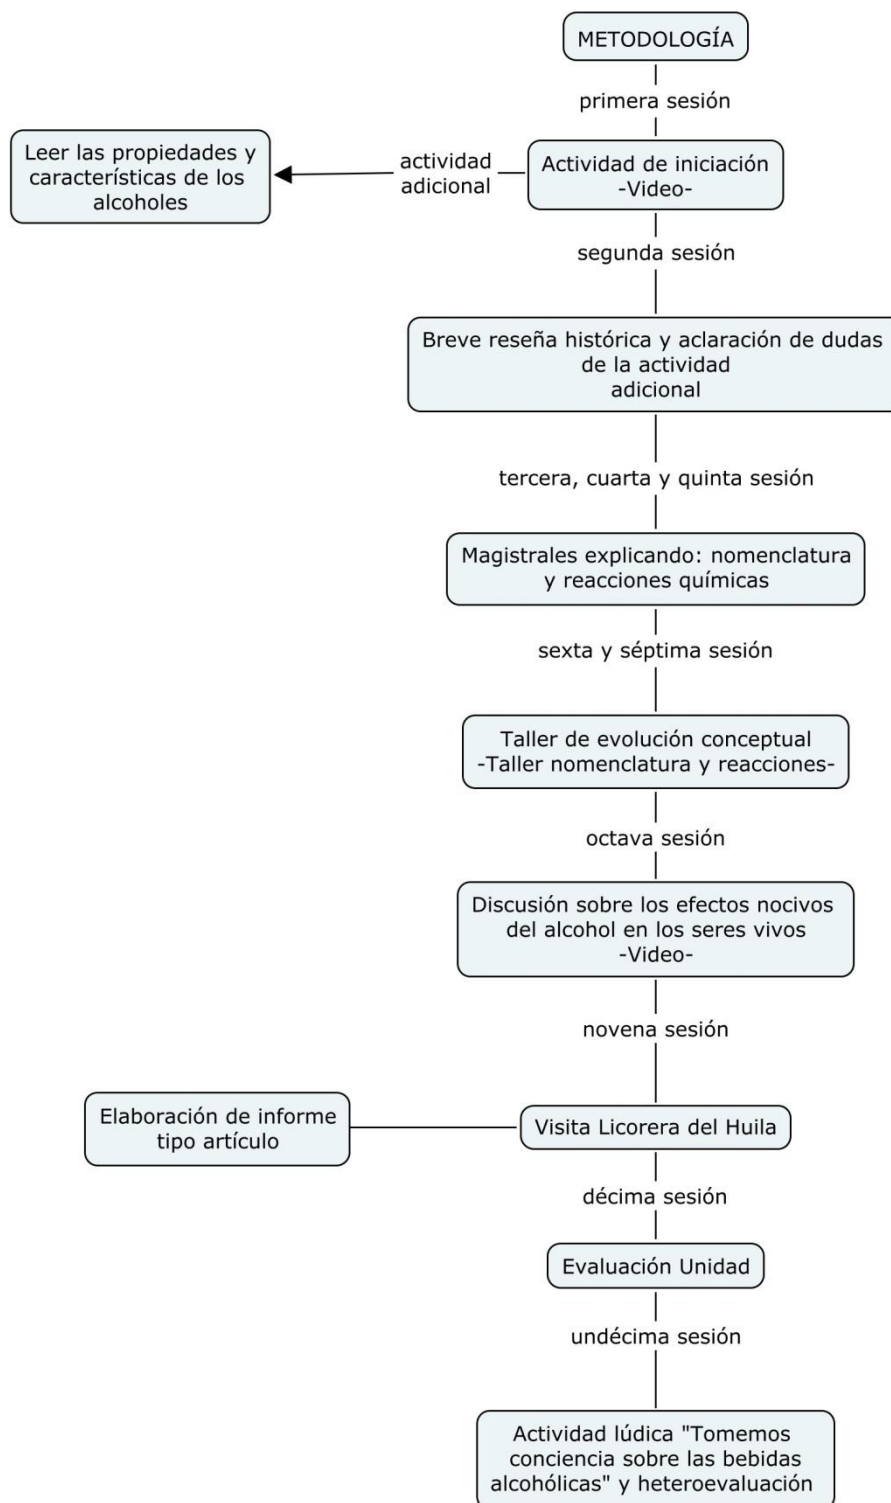 METODOLOGÍA
primera sesión
Leer las propiedades y
características de los
alcoholes
actividad
adicional
Actividad de iniciación
-Video-
segunda sesión
Breve reseña histórica y aclaración de dudas
de la actividad
adicional
tercera, cuarta y quinta sesión
Magistrales explicando: nomenclatura
y reacciones químicas
sexta y séptima sesión
Taller de evolución conceptual
-Taller nomenclatura y reacciones-
octava sesión
Discusión sobre los efectos nocivos
del alcohol en los seres vivos
-Video-
novena sesión
Elaboración de informe
tipo artículo
Visita Licorera del Huila
décima sesión
Evaluación Unidad
undécima sesión
Actividad lúdica "Tomemos
conciencia sobre las bebidas
alcohólicas" y heteroevaluación